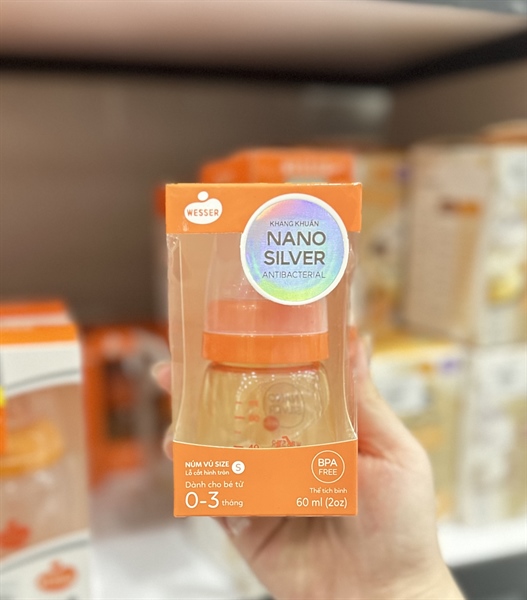 WESSER
KHÁNG KHUẨN
NANO
SILVER
ANTIBACTERIAL
NÚM VÚ SIZE S
Lỗ cắt hình tròn
Dành cho bé từ
0-3 tháng
BPA
FREE
Thể tích bình
60 ml (2oz)